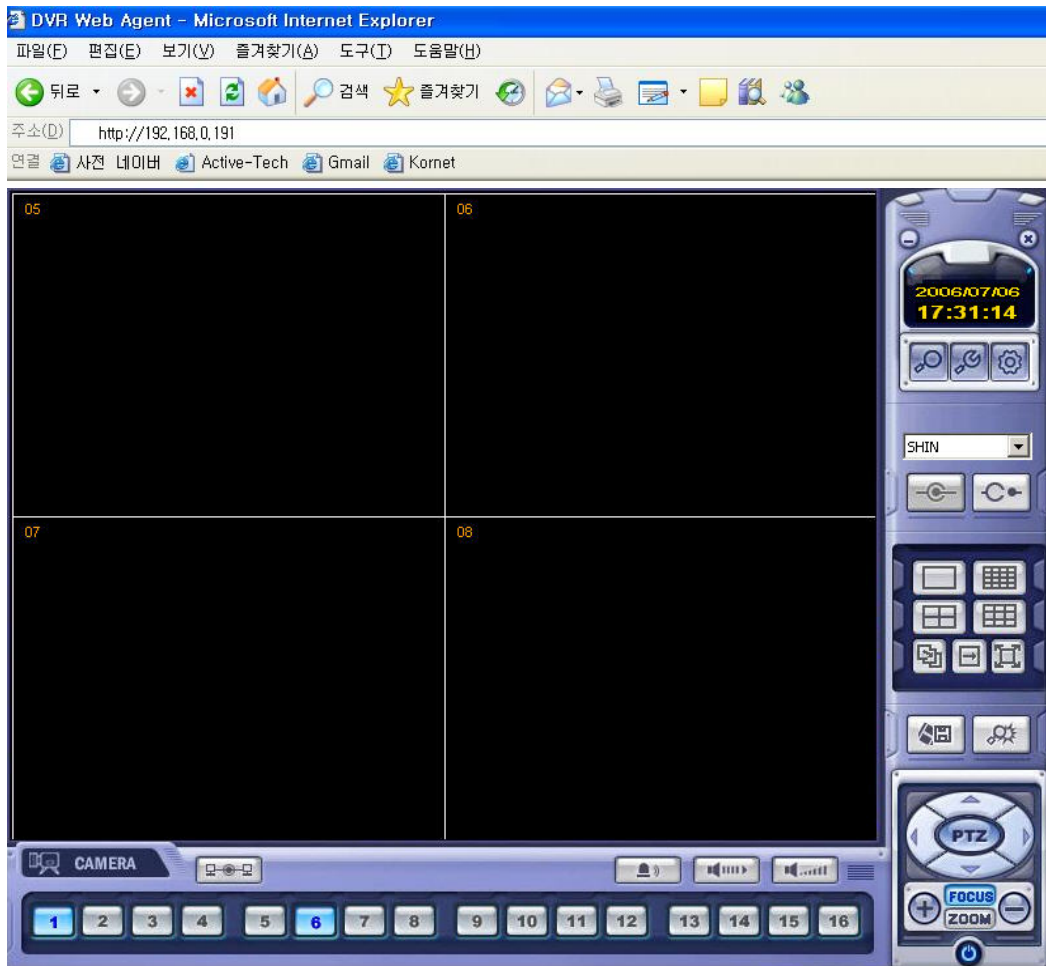 DVR Web Agent - Microsoft Internet Explorer
파일(F) 편집(E) 보기(V) 즐겨찾기(A) 도구(T) 도움말(H)
뒤로 검색 즐겨찾기
주소(D) http://192.168.0.191
연결 사전 네이버 Active-Tech Gmail Kornet
05 06
2006/07/06
17:31:14
SHIN
07 08
PTZ
CAMERA
FOCUS
ZOOM
1 2 3 4 5 6 7 8 9 10 11 12 13 14 15 16